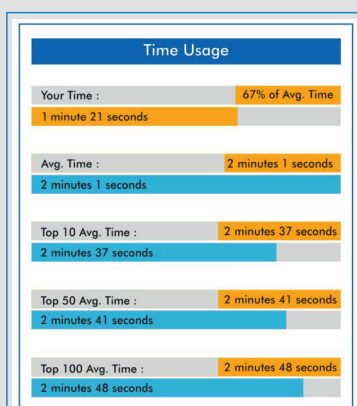 Time Usage
Your Time : 67% of Avg. Time
1 minute 21 seconds
Avg. Time : 2 minutes 1 seconds
2 minutes 1 seconds
Top 10 Avg. Time : 2 minutes 37 seconds
2 minutes 37 seconds
Top 50 Avg. Time : 2 minutes 41 seconds
2 minutes 41 seconds
Top 100 Avg. Time : 2 minutes 48 seconds
2 minutes 48 seconds